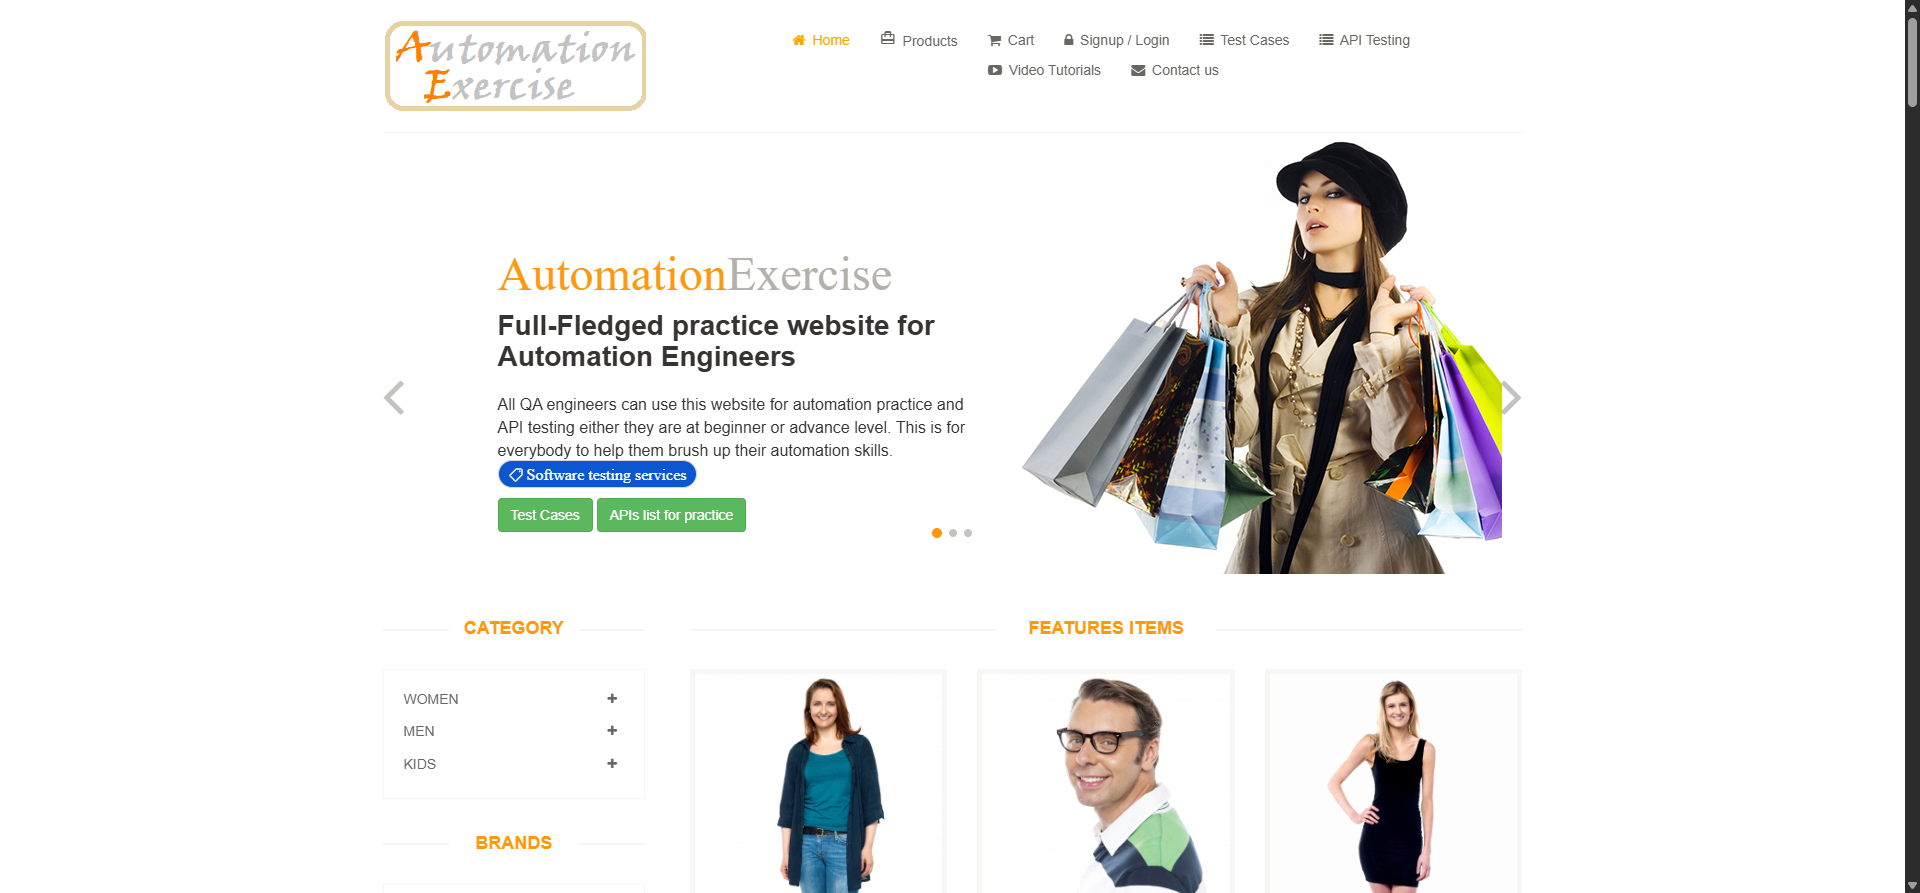 Automation
Exercise
Home
Products
Cart
Signup / Login
Test Cases
API Testing
Video Tutorials
Contact us
AutomationExercise
Full-Fledged practice website for
Automation Engineers
All QA engineers can use this website for automation practice and
API testing either they are at beginner or advance level. This is for
everybody to help them brush up their automation skills.
Software testing services
Test Cases
APIs list for practice
CATEGORY
WOMEN
MEN
KIDS
BRANDS
FEATURES ITEMS